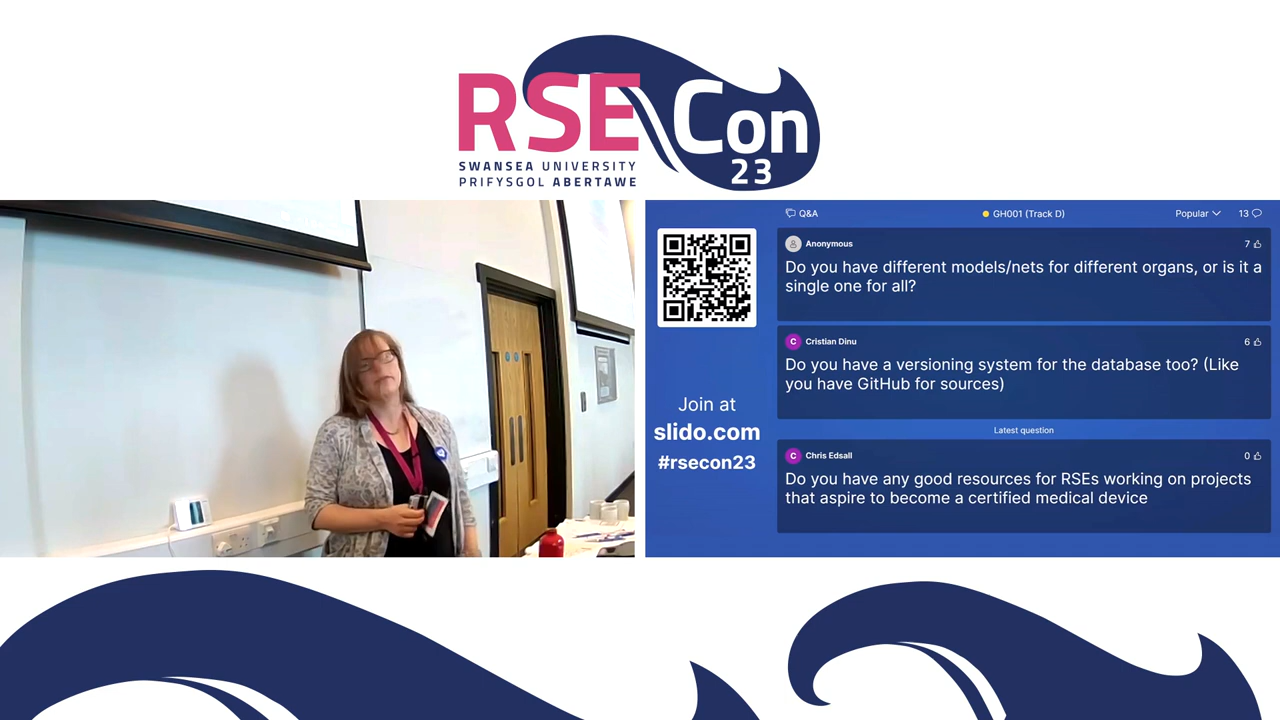 RSE Con
SWANSEA UNIVERSITY
PRIFYSGOL ABERTAWE
23
Q&A
GH001 (Track D)
Popular
13
Join at
slido.com
#rsecon23
Anonymous
7
Do you have different models/nets for different organs, or is it a
single one for all?
C
Cristian Dinu
6
Do you have a versioning system for the database too? (Like
you have GitHub for sources)
Latest question
C
Chris Edsall
0
Do you have any good resources for RSEs working on projects
that aspire to become a certified medical device